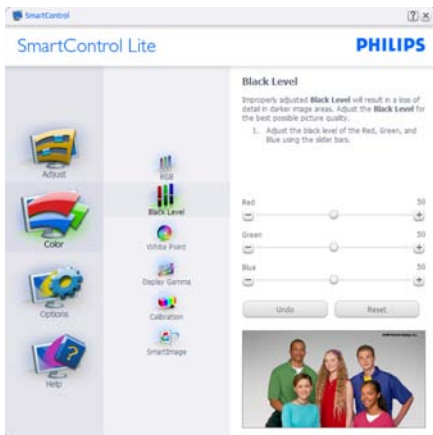 SmartControl
SmartControl Lite
PHILIPS
Adjust
Color
Options
Help
RGB
Black Level
White Point
Display Gamma
Calibration
SmartImage
Black Level
Improperly adjusted Black Level will result in a loss of
detail in darker image areas. Adjust the Black Level for
the best possible picture quality.
1. Adjust the black level of the Red, Green, and
Blue using the slider bars.
Red 50
Green 50
Blue 50
Undo Reset